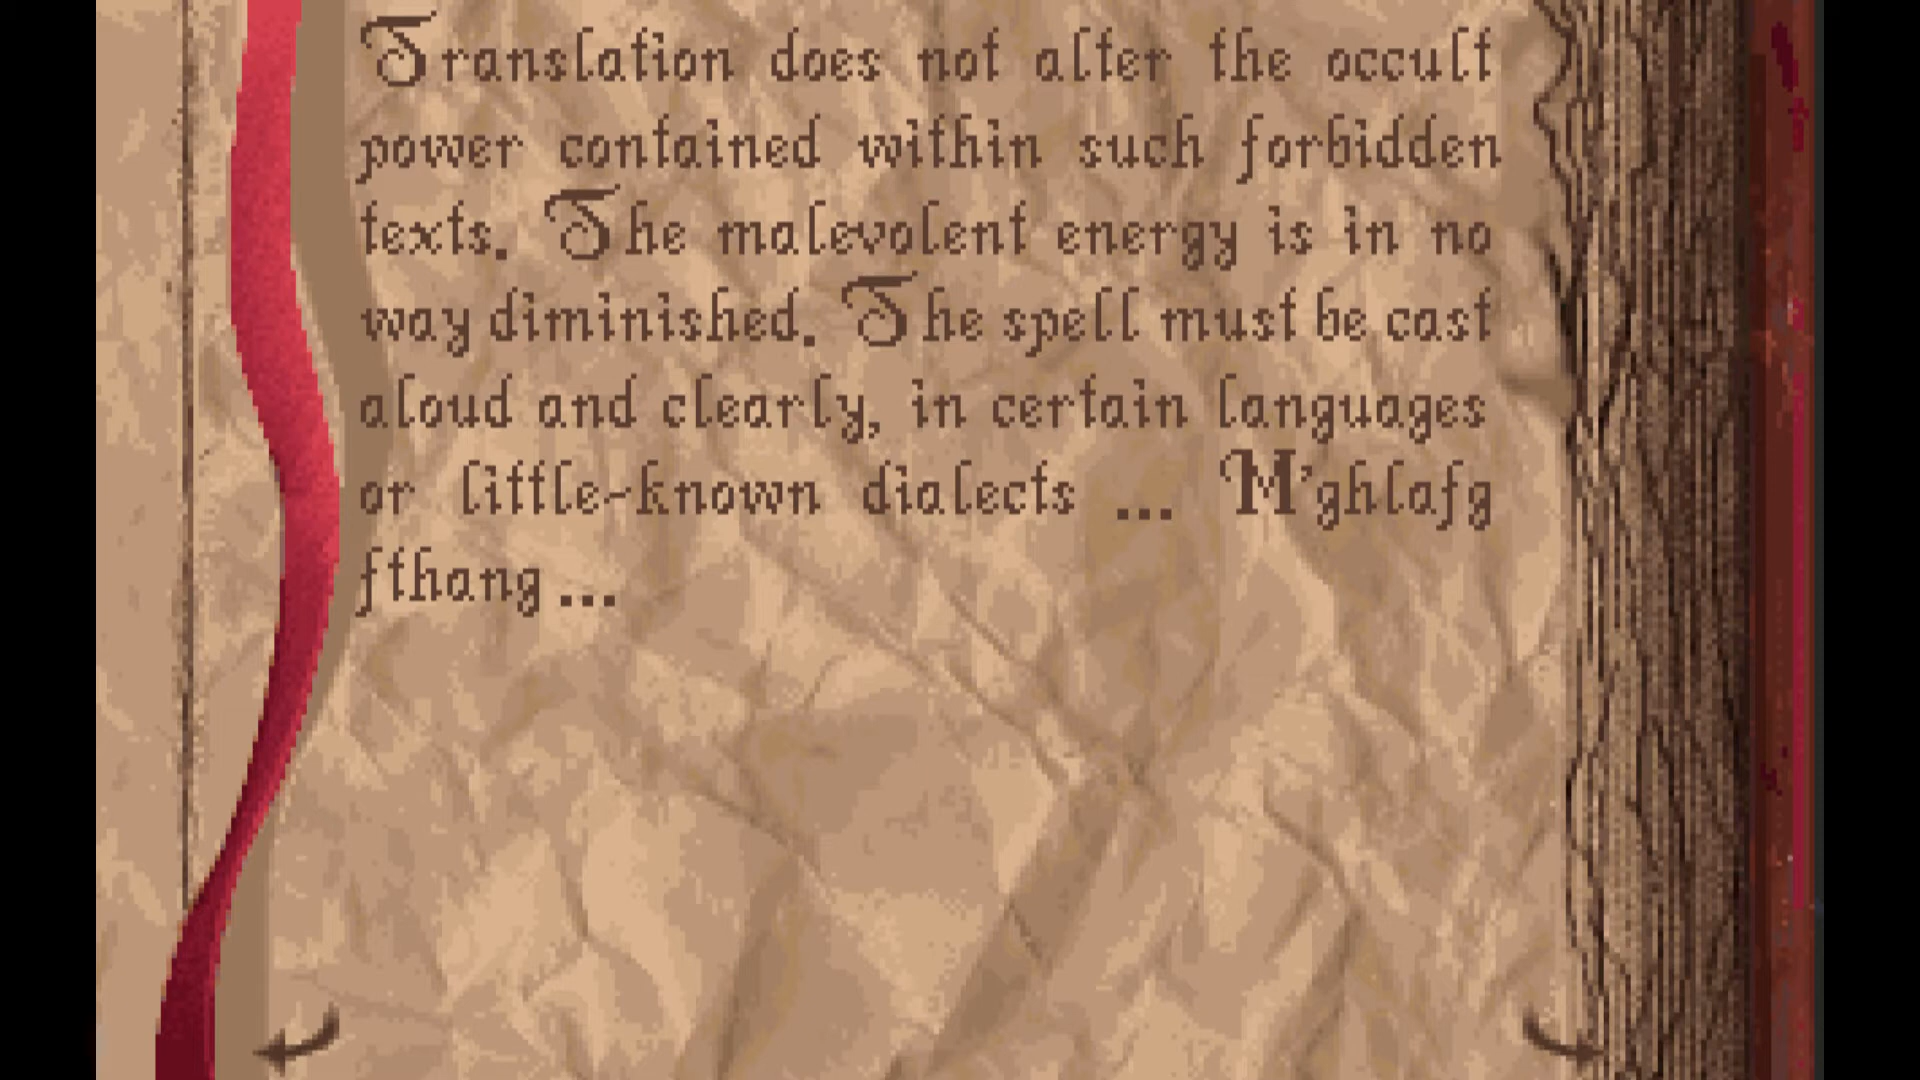 Translation does not alter the occult
power contained within such forbidden
texts. The malevolent energy is in no
way diminished. The spell must be cast
aloud and clearly, in certain languages
or little-known dialects ... M'ghlafg
fthang ...